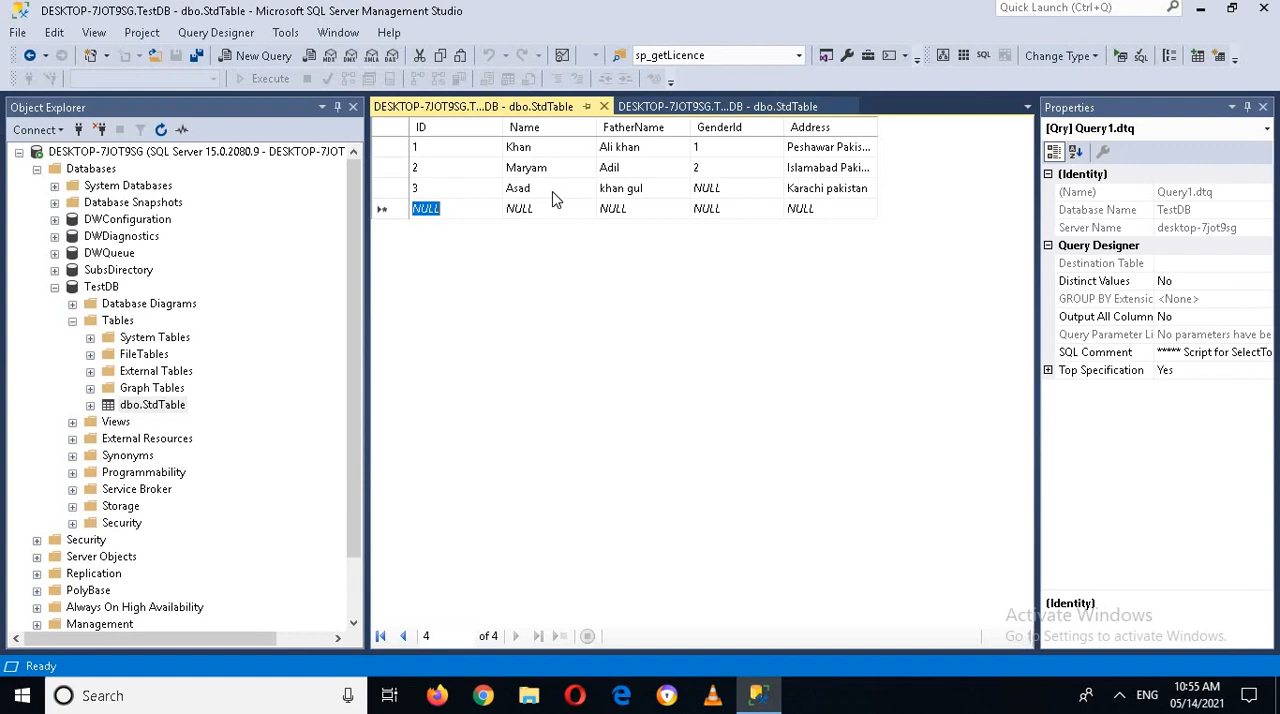 DESKTOP-7JOT9SG.TestDB - dbo.StdTable - Microsoft SQL Server Management Studio
Quick Launch (Ctrl+Q)
File Edit View Project Query Designer Tools Window Help
New Query MDX DMX XMLA DAX sp_getLicence SQL Change Type
Execute
Object Explorer
Connect
DESKTOP-7JOT9SG (SQL Server 15.0.2080.9 - DESKTOP-7JOT
Databases
System Databases
Database Snapshots
DWConfiguration
DWDiagnostics
DWQueue
SubsDirectory
TestDB
Database Diagrams
Tables
System Tables
FileTables
External Tables
Graph Tables
dbo.StdTable
Views
External Resources
Synonyms
Programmability
Service Broker
Storage
Security
Security
Server Objects
Replication
PolyBase
Always On High Availability
Management
DESKTOP-7JOT9SG.T...DB - dbo.StdTable DESKTOP-7JOT9SG.T...DB - dbo.StdTable
ID Name FatherName GenderId Address
1 Khan Ali khan 1 Peshawar Pakis...
2 Maryam Adil 2 Islamabad Paki...
3 Asad khan gul NULL Karachi pakistan
NULL NULL NULL NULL NULL
4 of 4
Properties
[Qry] Query1.dtq
(Identity)
(Name) Query1.dtq
Database Name TestDB
Server Name desktop-7jot9sg
Query Designer
Destination Table
Distinct Values No
GROUP BY Extensic <None>
Output All Column No
Query Parameter Li No parameters have be
SQL Comment ***** Script for SelectTo
Top Specification Yes
(Identity)
Activate Windows
Go to Settings to activate Windows.
Ready
Search
ENG
10:55 AM
05/14/2021